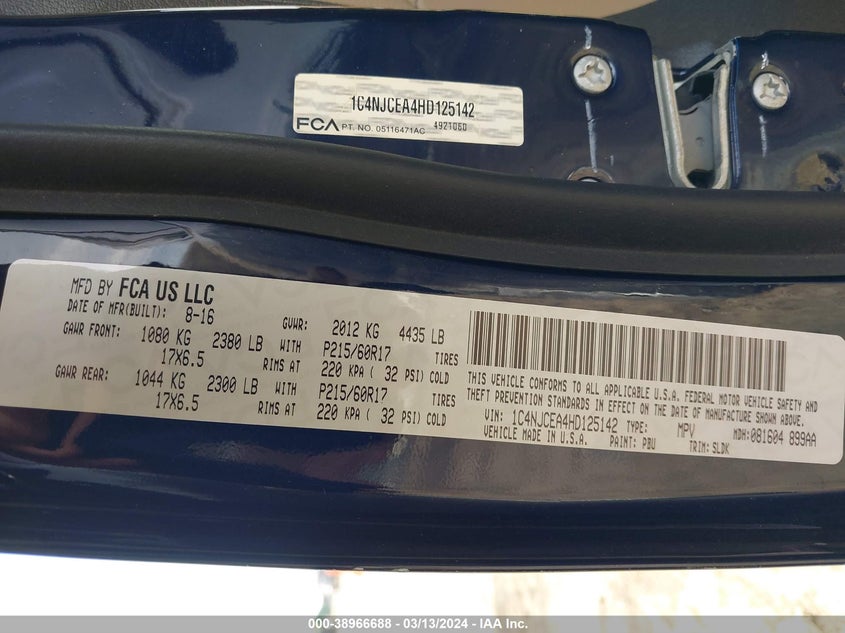 1C4NJCEA4HD125142
FCA PT. NO. 05116471AC 4921060
MFD BY FCA US LLC
DATE OF MFR(BUILT): 8-16 GVWR: 2012 KG 4435 LB
GAWR FRONT: 1080 KG 2380 LB WITH P215/60R17 TIRES
17X6.5 RIMS AT 220 KPA ( 32 PSI) COLD
GAWR REAR: 1044 KG 2300 LB WITH P215/60R17 TIRES
17X6.5 RIMS AT 220 KPA ( 32 PSI) COLD
THIS VEHICLE CONFORMS TO ALL APPLICABLE U.S.A. FEDERAL MOTOR VEHICLE SAFETY AND
THEFT PREVENTION STANDARDS IN EFFECT ON THE DATE OF MANUFACTURE SHOWN ABOVE.
VIN: 1C4NJCEA4HD125142 TYPE: MPV MDH:081604 899AA
VEHICLE MADE IN U.S.A. PAINT: PBU TRIM: SLDK
000-38966688 - 03/13/2024 - IAA Inc.